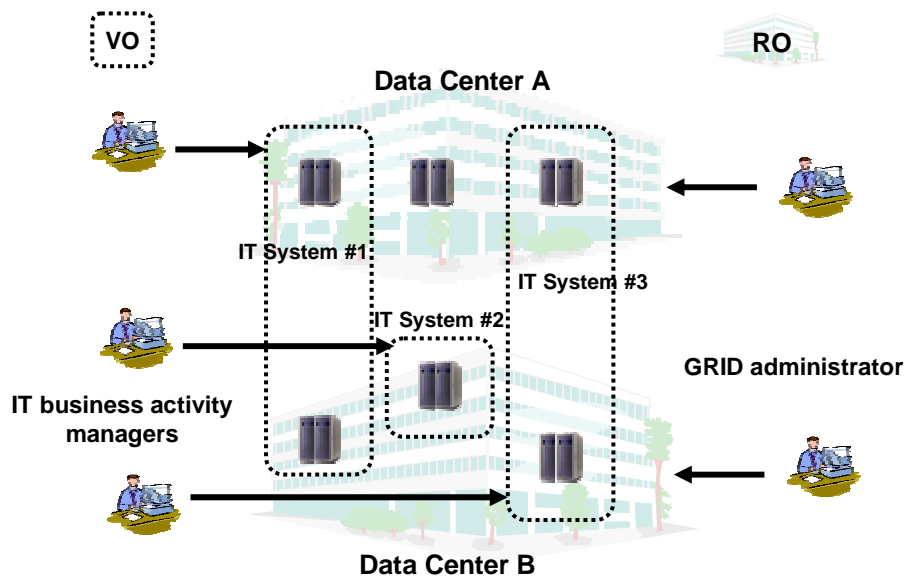 VO
RO
Data Center A
IT System #1
IT System #3
IT System #2
GRID administrator
IT business activity
managers
Data Center B